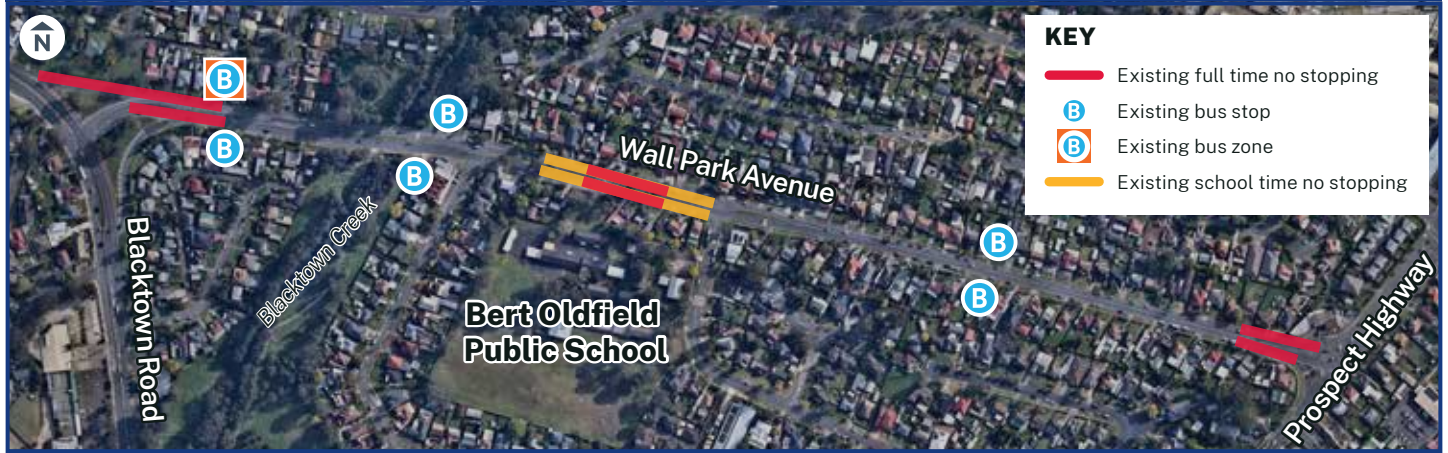 N
KEY
Existing full time no stopping
B Existing bus stop
B Existing bus zone
Existing school time no stopping
B
B
B
B
B
B
Wall Park Avenue
Blacktown Road
Blacktown Creek
Bert Oldfield
Public School
Prospect Highway